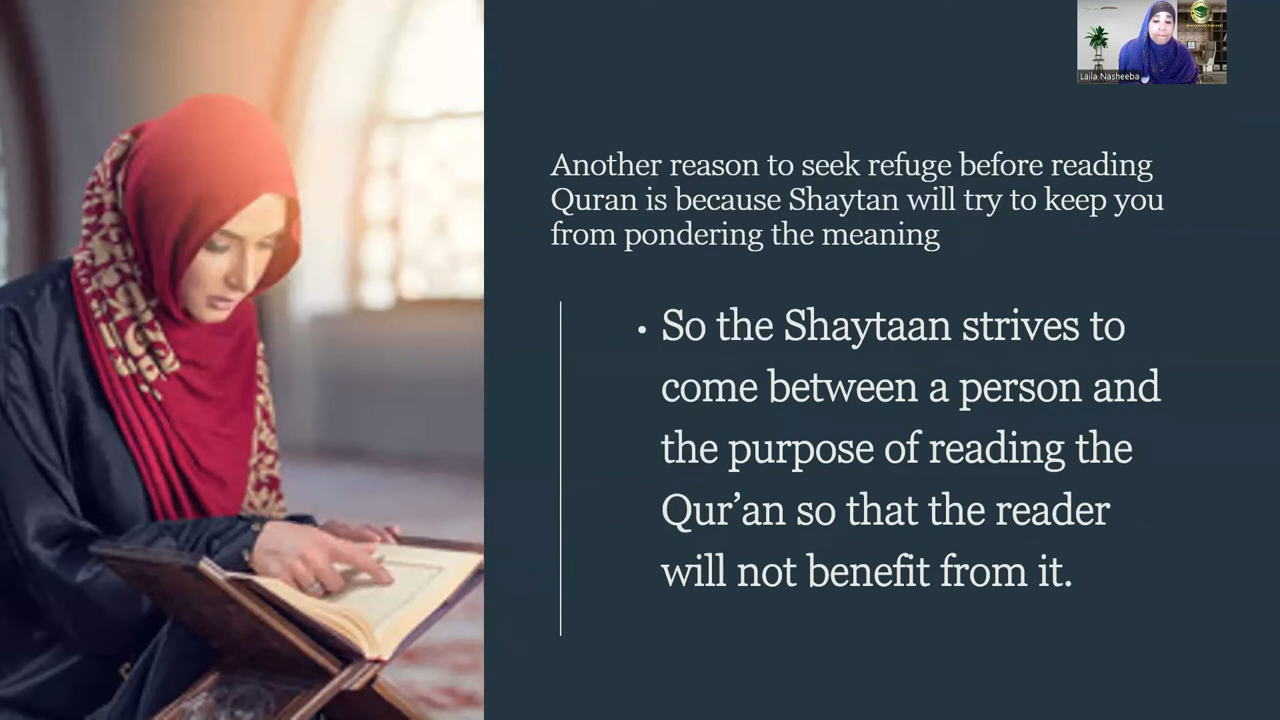 Laila Nasheeba
Another reason to seek refuge before reading
Quran is because Shaytan will try to keep you
from pondering the meaning
• So the Shaytaan strives to
come between a person and
the purpose of reading the
Qur’an so that the reader
will not benefit from it.